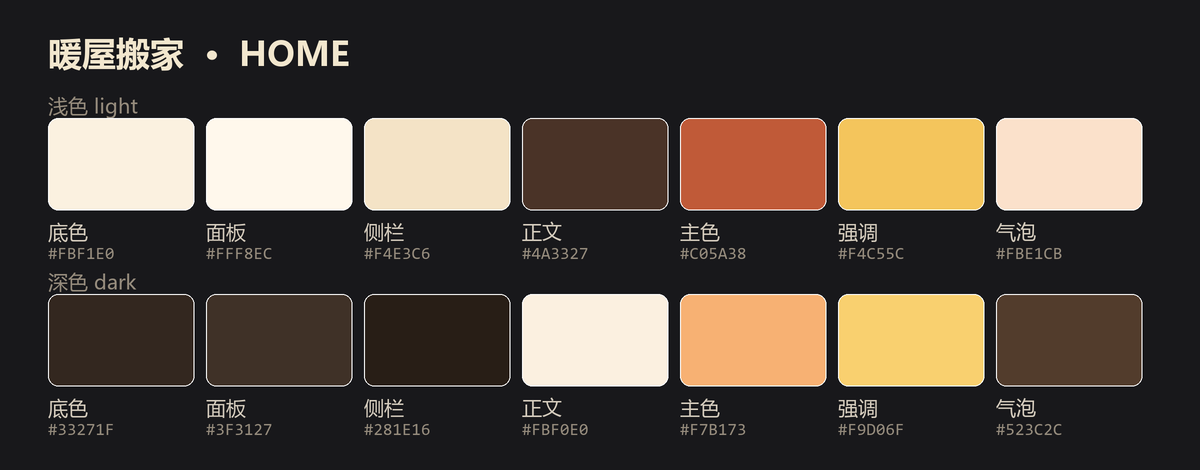 暖屋搬家 • HOME
浅色 light
底色 面板 侧栏 正文 主色 强调 气泡
#FBF1E0 #FFF8EC #F4E3C6 #4A3327 #C05A38 #F4C55C #FBE1CB
深色 dark
底色 面板 侧栏 正文 主色 强调 气泡
#33271F #3F3127 #281E16 #FBF0E0 #F7B173 #F9D06F #523C2C